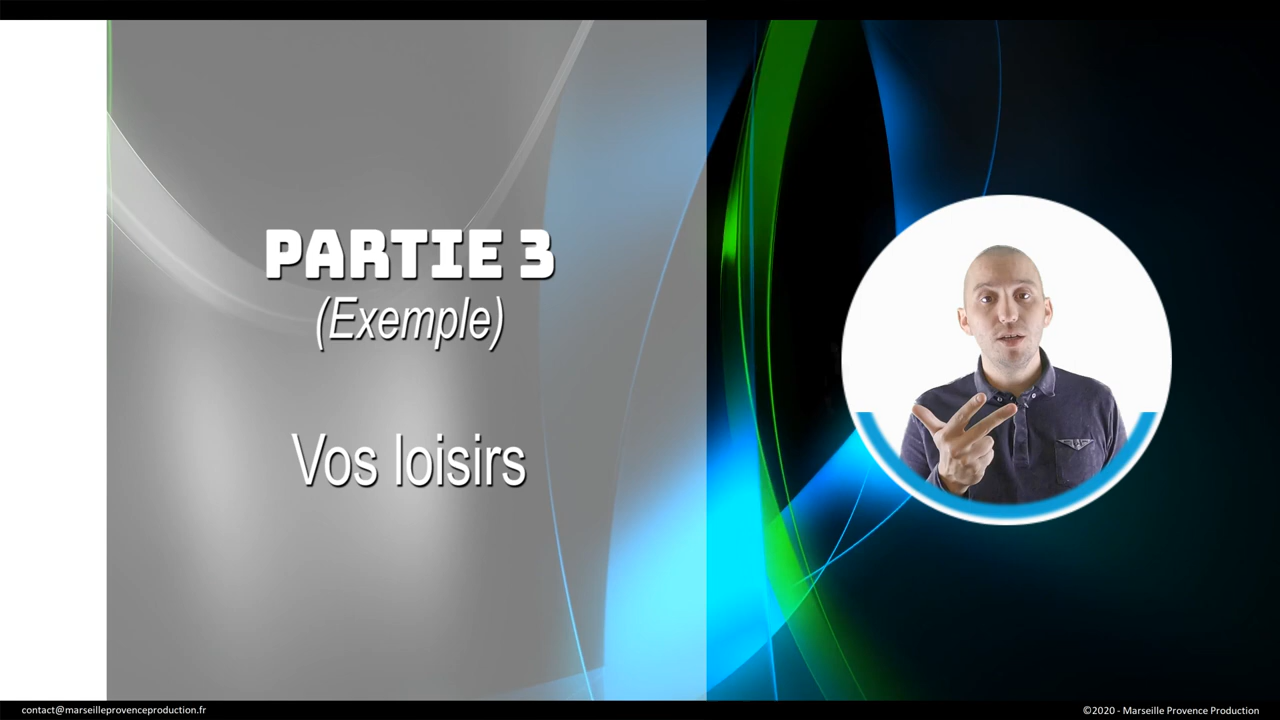 PARTIE 3
(Exemple)
Vos loisirs
contact@marseilleprovenceproduction.fr
©2020 - Marseille Provence Production